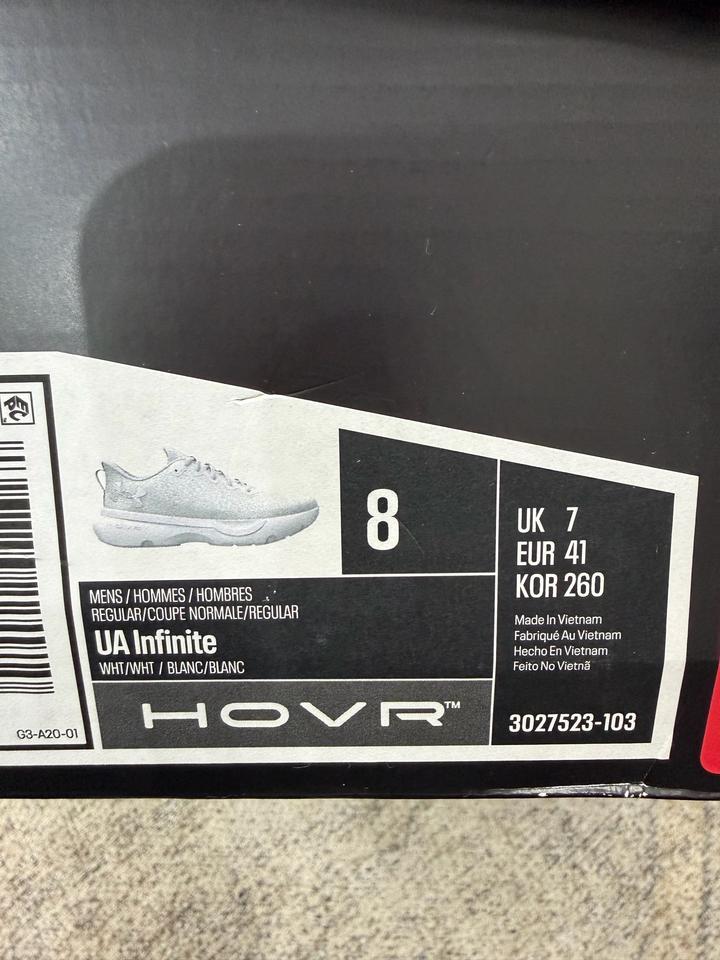 EPC
G3-A20-01
8
MENS / HOMMES / HOMBRES
REGULAR/COUPE NORMALE/REGULAR
UA Infinite
WHT/WHT / BLANC/BLANC
HOVR™
UK 7
EUR 41
KOR 260
Made In Vietnam
Fabriqué Au Vietnam
Hecho En Vietnam
Feito No Vietnã
3027523-103